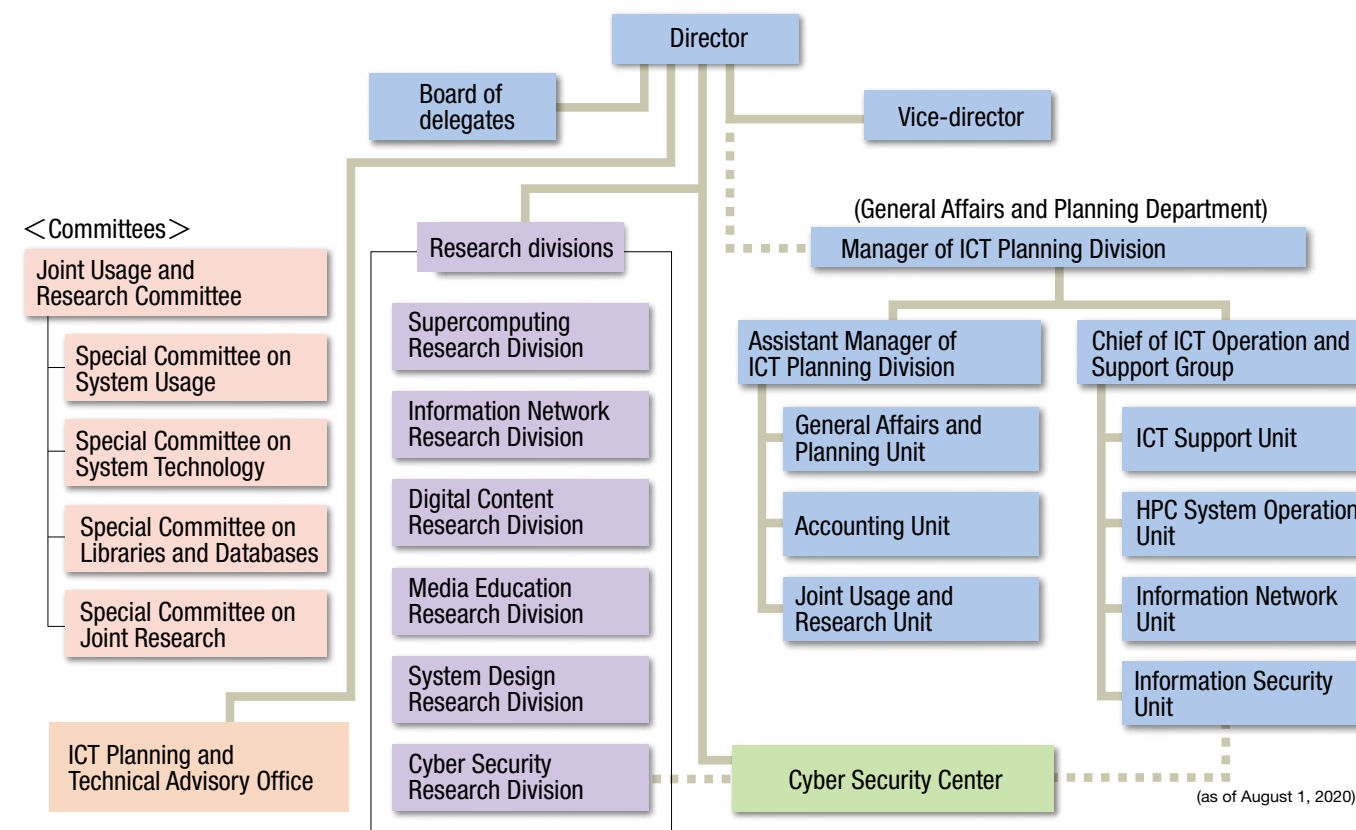 Director
Board of
delegates
Vice-director
<Committees>
Joint Usage and
Research Committee
Special Committee on
System Usage
Special Committee on
System Technology
Special Committee on
Libraries and Databases
Special Committee on
Joint Research
ICT Planning and
Technical Advisory Office
Research divisions
Supercomputing
Research Division
Information Network
Research Division
Digital Content
Research Division
Media Education
Research Division
System Design
Research Division
Cyber Security
Research Division
(General Affairs and Planning Department)
Manager of ICT Planning Division
Assistant Manager of
ICT Planning Division
General Affairs and
Planning Unit
Accounting Unit
Joint Usage and
Research Unit
Chief of ICT Operation and
Support Group
ICT Support Unit
HPC System Operation
Unit
Information Network
Unit
Information Security
Unit
Cyber Security Center
(as of August 1, 2020)